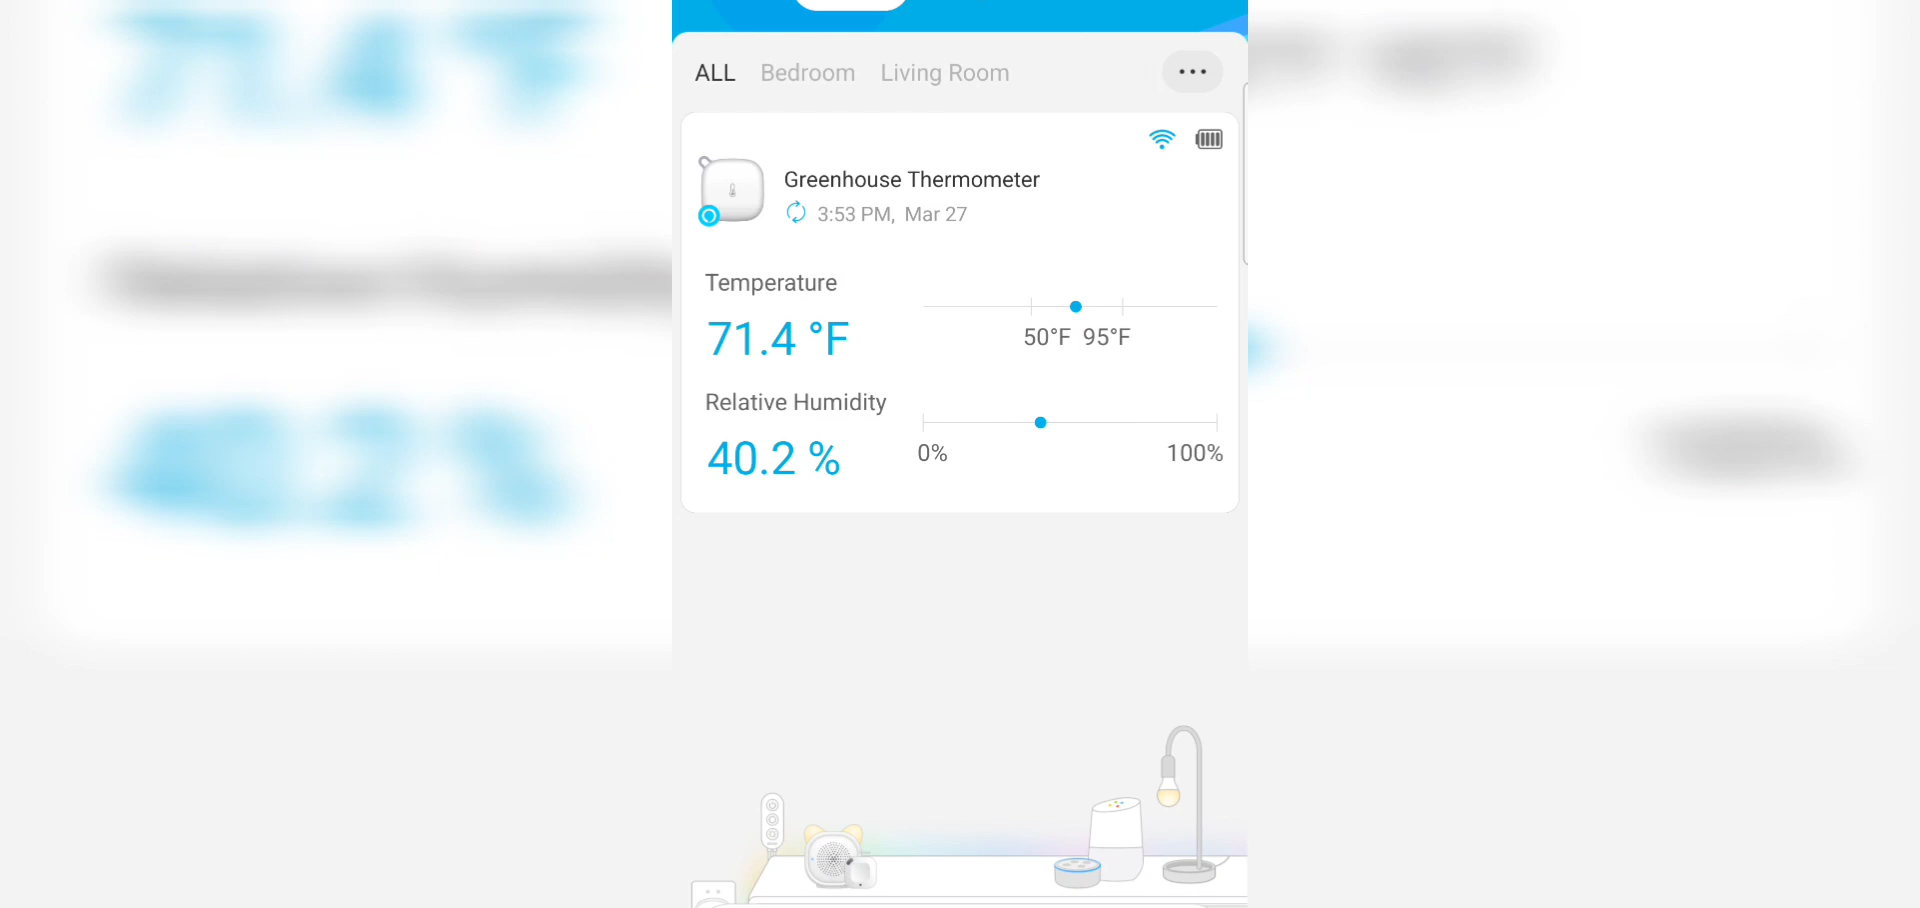 ALL Bedroom Living Room
Greenhouse Thermometer
3:53 PM, Mar 27
Temperature
71.4 °F
50°F 95°F
Relative Humidity
40.2 %
0% 100%